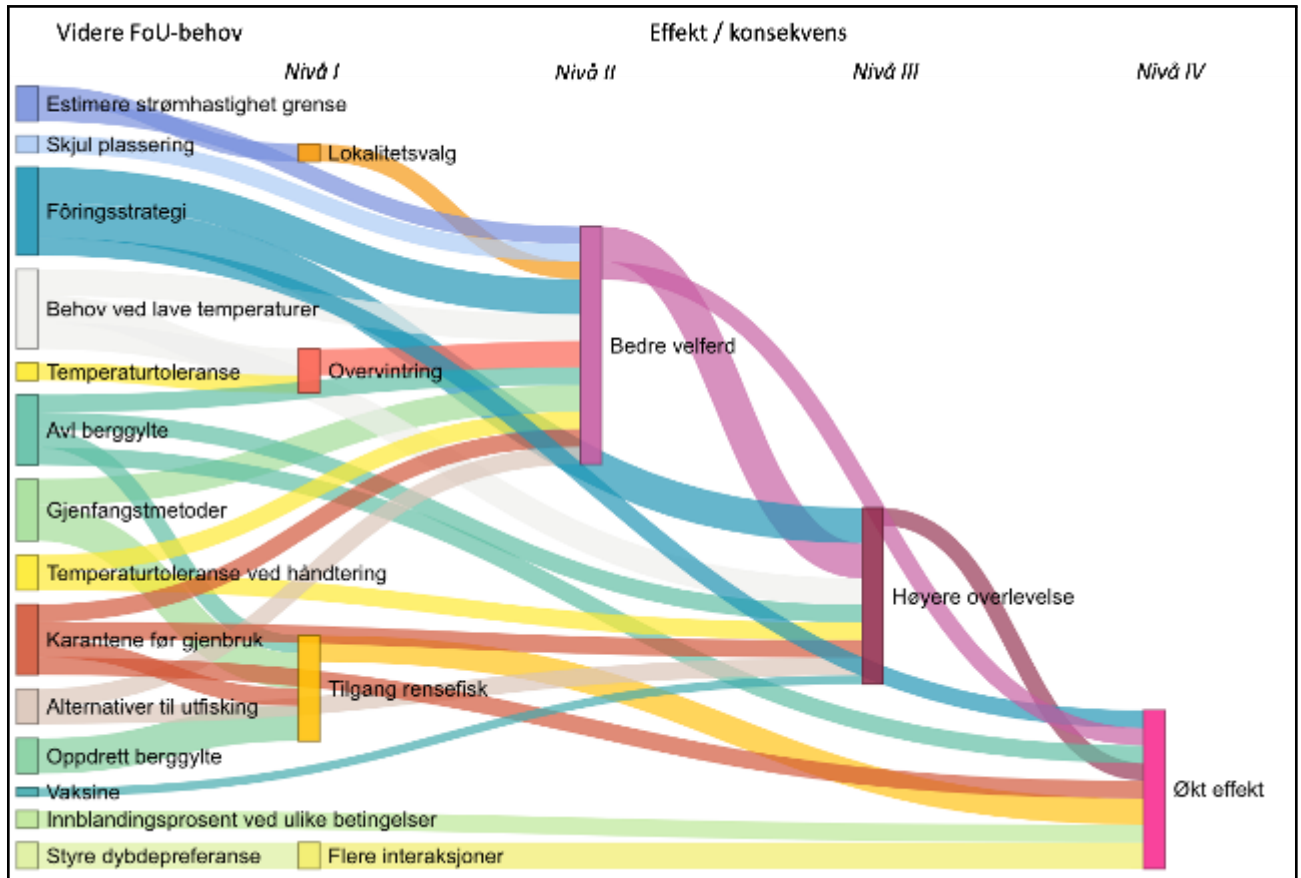 Videre FoU-behov
Effekt / konsekvens
Nivå I
Nivå II
Nivå III
Nivå IV
Estimere strømhastighet grense
Skjul plassering
Lokalitetsvalg
Fôringsstrategi
Behov ved lave temperaturer
Bedre velferd
Temperaturtoleranse
Overvintring
Avl berggylte
Gjenfangstmetoder
Temperaturtoleranse ved håndtering
Høyere overlevelse
Karantene før gjenbruk
Tilgang rensefisk
Alternativer til utfisking
Oppdrett berggylte
Vaksine
Økt effekt
Innblandingsprosent ved ulike betingelser
Styre dybdepreferanse
Flere interaksjoner